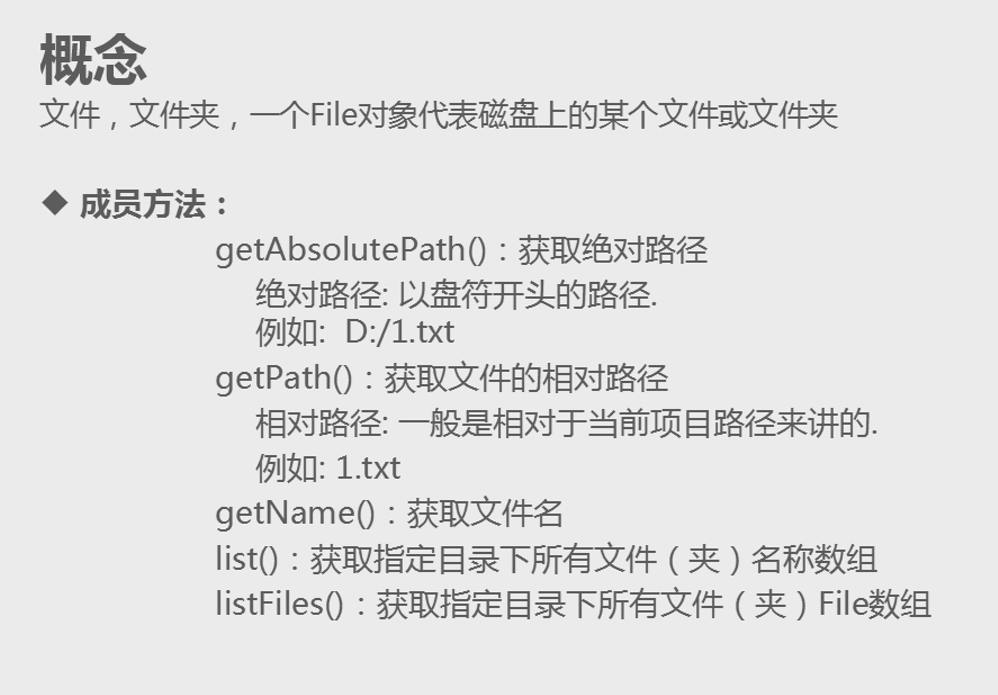 概念
文件，文件夹，一个File对象代表磁盘上的某个文件或文件夹
◆ 成员方法：
getAbsolutePath()：获取绝对路径
绝对路径: 以盘符开头的路径.
例如:  D:/1.txt
getPath()：获取文件的相对路径
相对路径: 一般是相对于当前项目路径来讲的.
例如: 1.txt
getName()：获取文件名
list()：获取指定目录下所有文件（夹）名称数组
listFiles()：获取指定目录下所有文件（夹）File数组